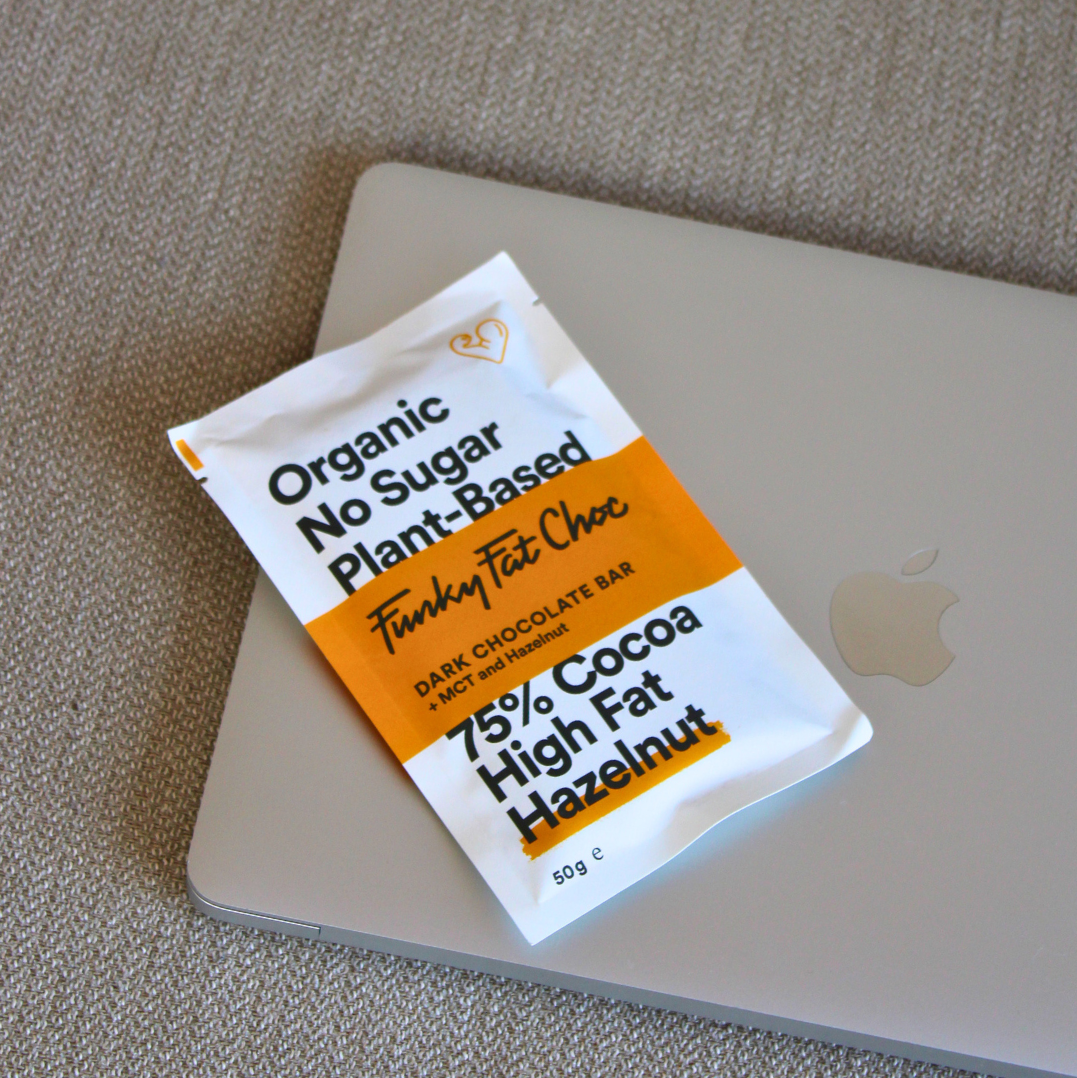 Organic
No Sugar
Plant-Based
Funky Fat Choc
DARK CHOCOLATE BAR
+ MCT and Hazelnut
75% Cocoa
High Fat
Hazelnut
50g ℮